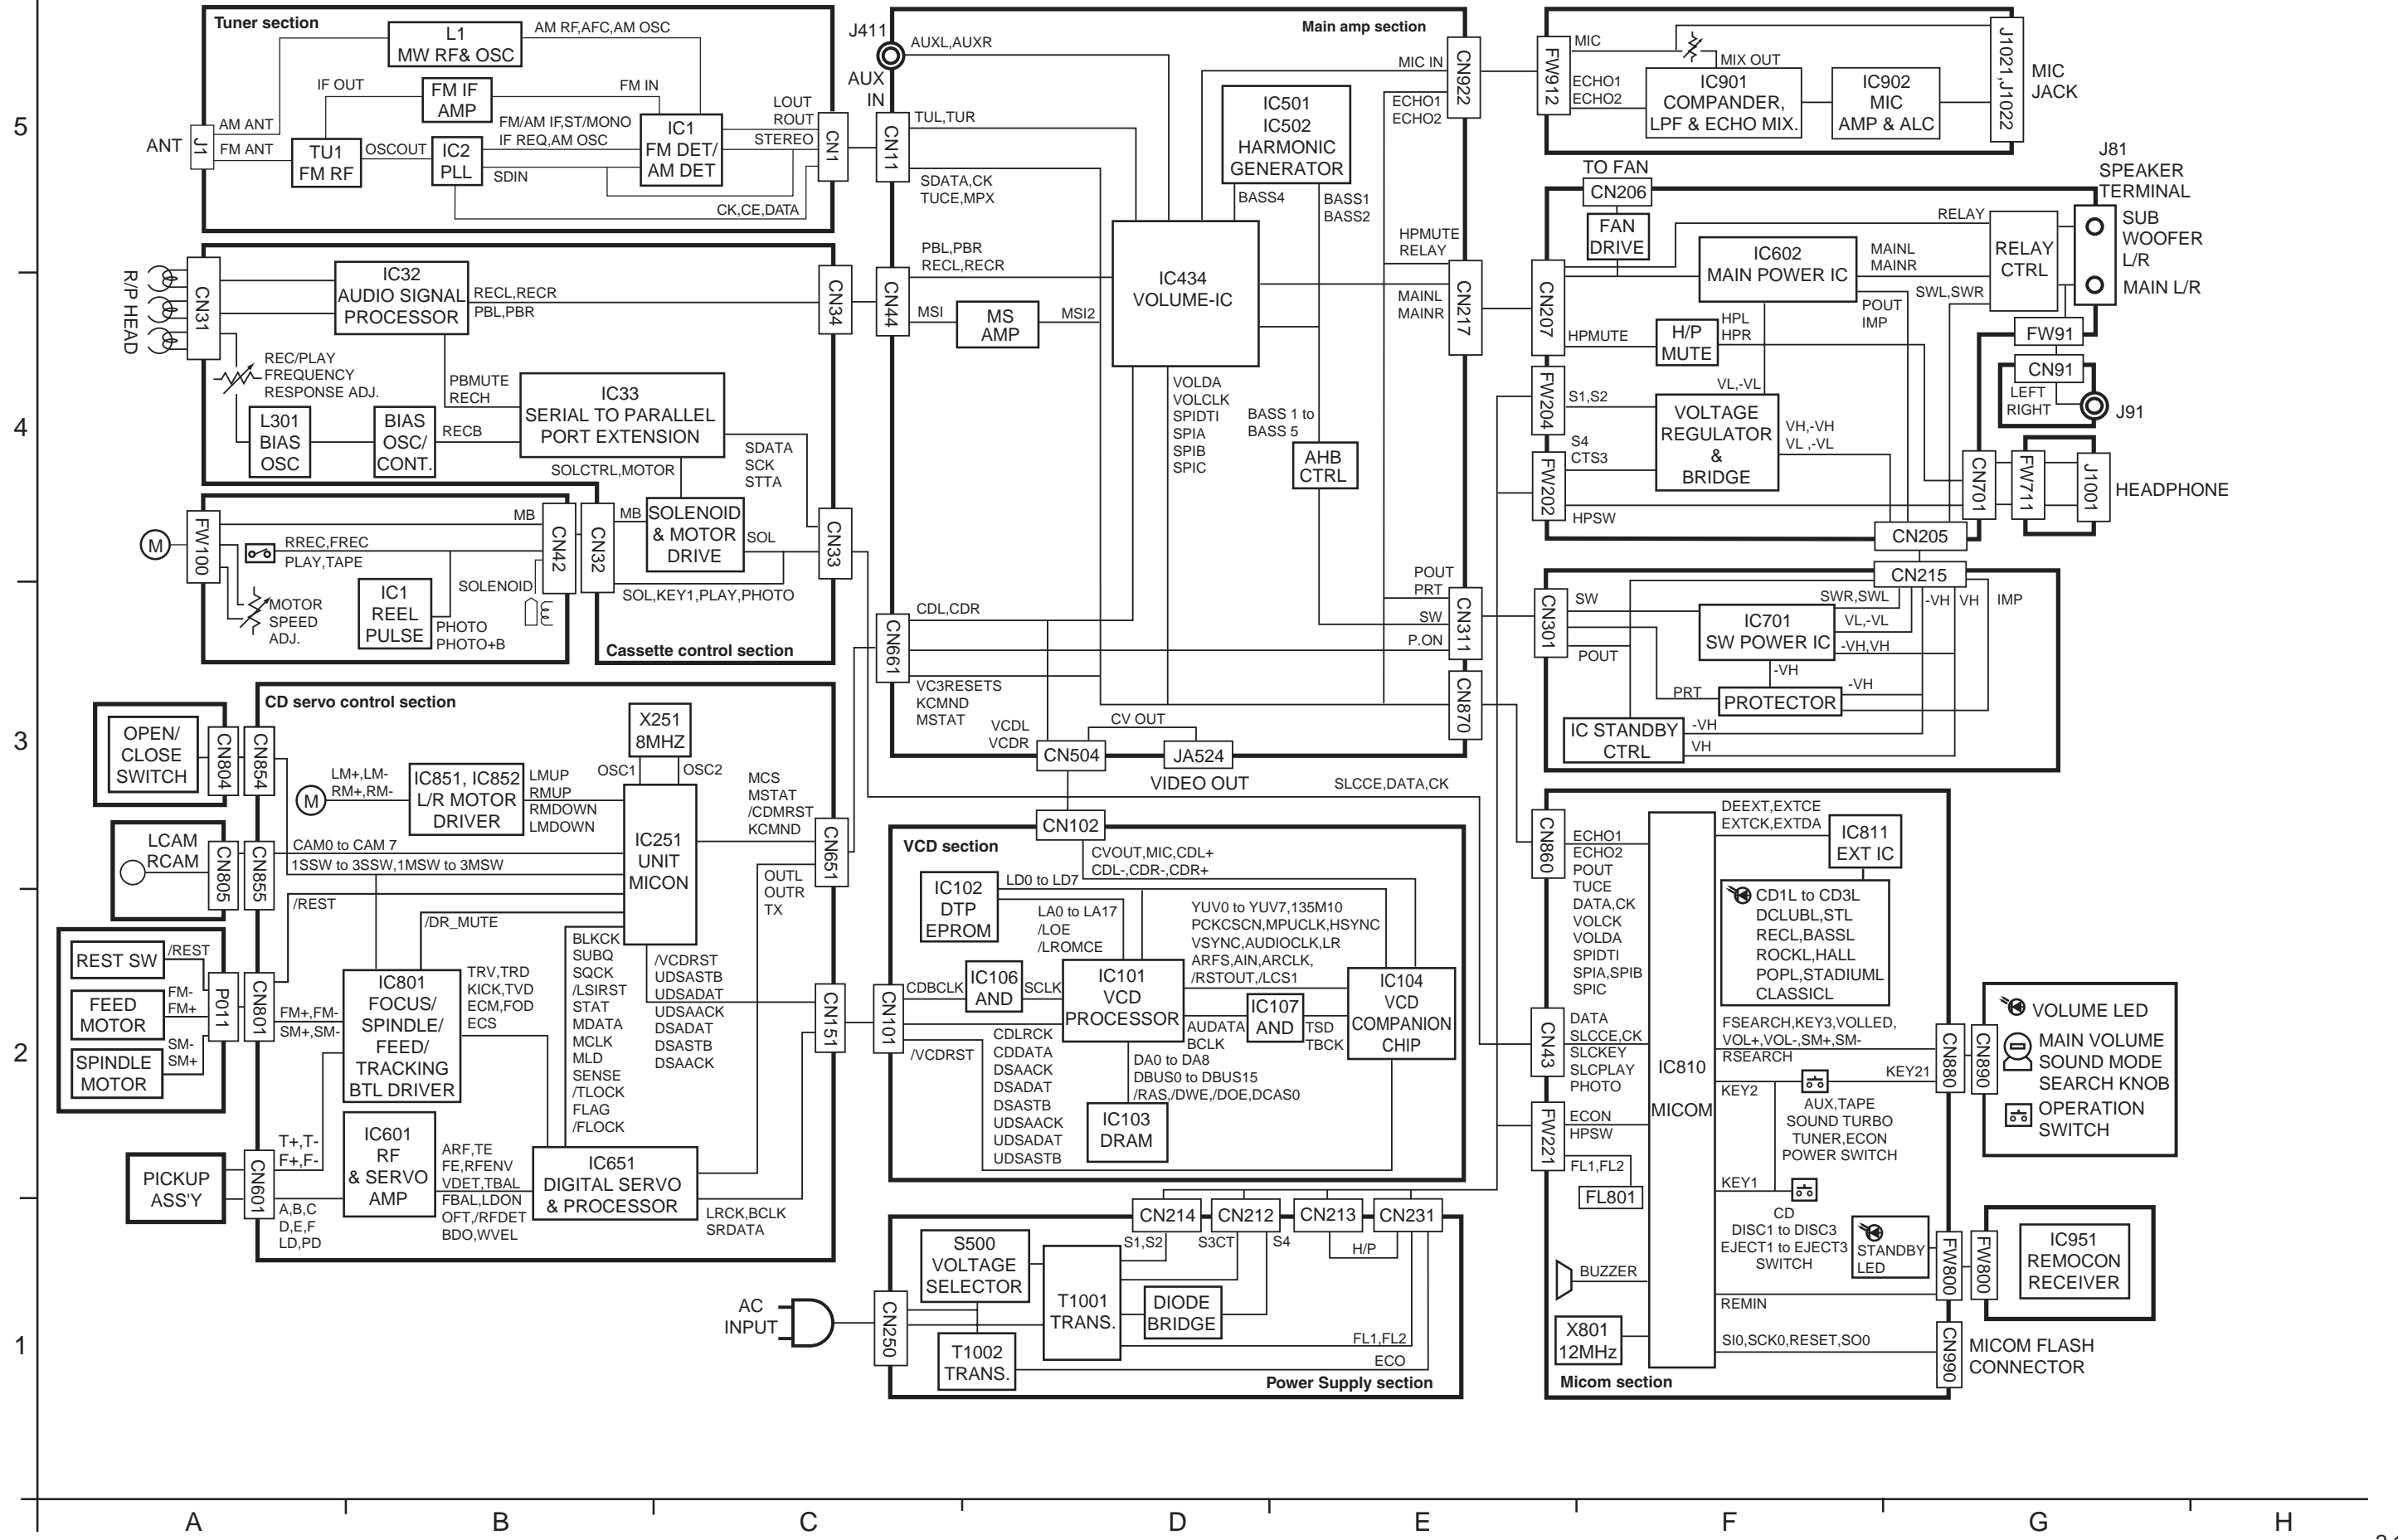 Tuner section
L1
MW RF& OSC
AM RF,AFC,AM OSC
IF OUT
FM IF
AMP
FM IN
AM ANT
ANT
J1
FM ANT
TU1
FM RF
OSCOUT
IC2
PLL
FM/AM IF,ST/MONO
IF REQ,AM OSC
SDIN
IC1
FM DET/
AM DET
LOUT
ROUT
STEREO
CN1
CK,CE,DATA
J411
AUX
IN
AUXL,AUXR
Main amp section
CN11
TUL,TUR
SDATA,CK
TUCE,MPX
IC501
IC502
HARMONIC
GENERATOR
BASS4
BASS1
BASS2
MIC IN
CN922
ECHO1
ECHO2
FW912
MIC
ECHO1
ECHO2
MIX OUT
IC901
COMPANDER,
LPF & ECHO MIX.
IC902
MIC
AMP & ALC
J1021,J1022
MIC
JACK
R/P HEAD
CN31
IC32
AUDIO SIGNAL
PROCESSOR
RECL,RECR
PBL,PBR
CN34
CN44
REC/PLAY
FREQUENCY
RESPONSE ADJ.
PBMUTE
RECH
IC33
SERIAL TO PARALLEL
PORT EXTENSION
L301
BIAS
OSC
BIAS
OSC/
CONT.
RECB
SOLCTRL,MOTOR
SDATA
SCK
STTA
PBL,PBR
RECL,RECR
MSI
MS
AMP
MSI2
IC434
VOLUME-IC
HPMUTE
RELAY
MAINL
MAINR
CN217
VOLDA
VOLCLK
SPIDTI
SPIA
SPIB
SPIC
BASS 1 to
BASS 5
AHB
CTRL
TO FAN
CN206
FAN
DRIVE
CN207
IC602
MAIN POWER IC
RELAY
MAINL
MAINR
RELAY
CTRL
J81
SPEAKER
TERMINAL
SUB
WOOFER
L/R
MAIN L/R
SWL,SWR
POUT
IMP
HPMUTE
H/P
MUTE
HPL
HPR
FW91
CN91
LEFT
RIGHT
J91
FW204
S1,S2
VL,-VL
VOLTAGE
REGULATOR
&
BRIDGE
VH,-VH
VL ,-VL
S4
CTS3
FW202
HPSW
CN701
FW711
J1001
HEADPHONE
CN205
M
FW100
MB
RREC,FREC
PLAY,TAPE
CN42
CN32
MB
SOLENOID
& MOTOR
DRIVE
SOL
CN33
IC1
REEL
PULSE
SOLENOID
MOTOR
SPEED
ADJ.
PHOTO
PHOTO+B
SOL,KEY1,PLAY,PHOTO
Cassette control section
CN661
CDL,CDR
VC3RESETS
KCMND
MSTAT
VCDL
VCDR
CV OUT
CN504
JA524
VIDEO OUT
POUT
PRT
SW
P.ON
CN311
CN870
SLCCE,DATA,CK
CN215
CN301
SW
POUT
SWR,SWL
-VH
VH
IMP
IC701
SW POWER IC
VL,-VL
-VH,VH
-VH
PRT
PROTECTOR
-VH
IC STANDBY
CTRL
-VH
VH
CD servo control section
OPEN/
CLOSE
SWITCH
CN804
CN854
X251
8MHZ
OSC1
OSC2
M
LM+,LM-
RM+,RM-
IC851, IC852
L/R MOTOR
DRIVER
LMUP
RMUP
RMDOWN
LMDOWN
IC251
UNIT
MICON
MCS
MSTAT
/CDMRST
KCMND
LCAM
RCAM
CN805
CN855
CAM0 to CAM 7
1SSW to 3SSW,1MSW to 3MSW
/REST
/DR_MUTE
OUTL
OUTR
TX
CN651
REST SW
/REST
FEED
MOTOR
FM-
FM+
SPINDLE
MOTOR
SM-
SM+
P011
CN801
FM+,FM-
SM+,SM-
IC801
FOCUS/
SPINDLE/
FEED/
TRACKING
BTL DRIVER
TRV,TRD
KICK,TVD
ECM,FOD
ECS
BLKCK
SUBQ
SQCK
/LSIRST
STAT
MDATA
MCLK
MLD
SENSE
/TLOCK
FLAG
/FLOCK
/VCDRST
UDSASTB
UDSADAT
UDSAACK
DSADAT
DSASTB
DSAACK
CN151
T+,T-
F+,F-
PICKUP
ASS'Y
CN601
A,B,C
D,E,F
LD,PD
IC601
RF
& SERVO
AMP
ARF,TE
FE,RFENV
VDET,TBAL
FBAL,LDON
OFT,/RFDET
BDO,WVEL
IC651
DIGITAL SERVO
& PROCESSOR
LRCK,BCLK
SRDATA
CN102
VCD section
CVOUT,MIC,CDL+
CDL-,CDR-,CDR+
IC102
DTP
EPROM
LD0 to LD7
LA0 to LA17
/LOE
/LROMCE
YUV0 to YUV7,135M10
PCKCSCN,MPUCLK,HSYNC
VSYNC,AUDIOCLK,LR
ARFS,AIN,ARCLK,
/RSTOUT,/LCS1
CN101
CDBCLK
IC106
AND
SCLK
IC101
VCD
PROCESSOR
AUDATA
BCLK
IC107
AND
TSD
TBCK
IC104
VCD
COMPANION
CHIP
/VCDRST
CDLRCK
CDDATA
DSAACK
DSADAT
DSASTB
UDSAACK
UDSADAT
UDSASTB
DA0 to DA8
DBUS0 to DBUS15
/RAS,/DWE,/DOE,DCAS0
IC103
DRAM
CN214
CN212
CN213
CN231
S1,S2
S3CT
S4
H/P
S500
VOLTAGE
SELECTOR
T1001
TRANS.
DIODE
BRIDGE
AC
INPUT
CN250
T1002
TRANS.
FL1,FL2
ECO
Power Supply section
CN860
ECHO1
ECHO2
POUT
TUCE
DATA,CK
VOLCK
VOLDA
SPIDTI
SPIA,SPIB
SPIC
CN43
DATA
SLCCE,CK
SLCKEY
SLCPLAY
PHOTO
FW221
ECON
HPSW
FL1,FL2
FL801
BUZZER
X801
12MHz
IC810
MICOM
DEEXT,EXTCE
EXTCK,EXTDA
IC811
EXT IC
CD1L to CD3L
DCLUBL,STL
RECL,BASSL
ROCKL,HALL
POPL,STADIUML
CLASSICL
FSEARCH,KEY3,VOLLED,
VOL+,VOL-,SM+,SM-
RSEARCH
KEY21
KEY2
AUX,TAPE
SOUND TURBO
TUNER,ECON
POWER SWITCH
KEY1
CD
DISC1 to DISC3
EJECT1 to EJECT3
SWITCH
STANDBY
LED
REMIN
SI0,SCK0,RESET,SO0
CN880
CN890
VOLUME LED
MAIN VOLUME
SOUND MODE
SEARCH KNOB
OPERATION
SWITCH
FW800
FW800
IC951
REMOCON
RECEIVER
CN990
MICOM FLASH
CONNECTOR
Micom section
5
4
3
2
1
A
B
C
D
E
F
G
H